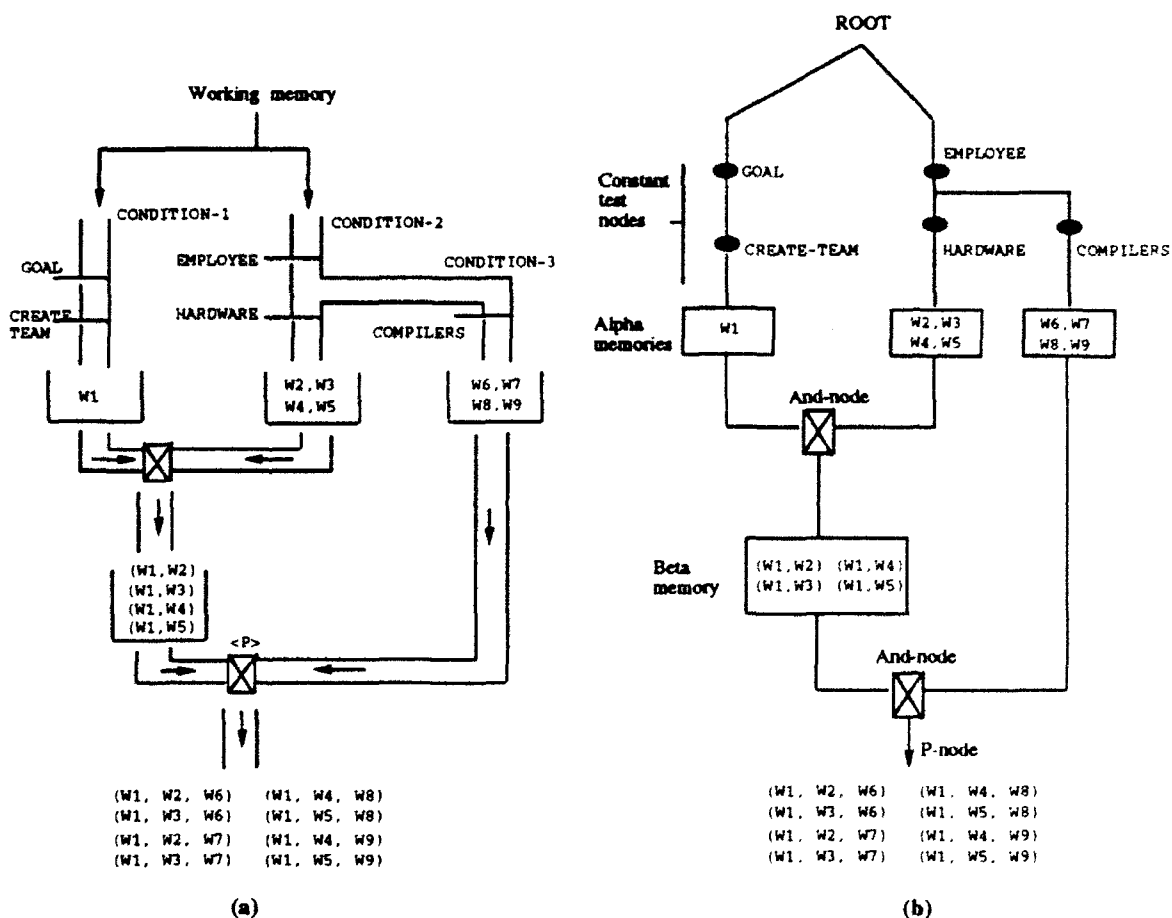 Working memory
CONDITION-1
CONDITION-2
GOAL
EMPLOYEE
CONDITION-3
CREATE
TEAM
HARDWARE
COMPILERS
W1
W2,W3
W4,W5
W6,W7
W8,W9
(W1,W2)
(W1,W3)
(W1,W4)
(W1,W5)
<P>
(W1, W2, W6) (W1, W4, W8)
(W1, W3, W6) (W1, W5, W8)
(W1, W2, W7) (W1, W4, W9)
(W1, W3, W7) (W1, W5, W9)
(a)
ROOT
EMPLOYEE
Constant
test
nodes
GOAL
CREATE-TEAM
HARDWARE
COMPILERS
Alpha
memories
W1
W2,W3
W4,W5
W6,W7
W8,W9
And-node
Beta
memory
(W1,W2) (W1,W4)
(W1,W3) (W1,W5)
And-node
P-node
(W1, W2, W6) (W1, W4, W8)
(W1, W3, W6) (W1, W5, W8)
(W1, W2, W7) (W1, W4, W9)
(W1, W3, W7) (W1, W5, W9)
(b)